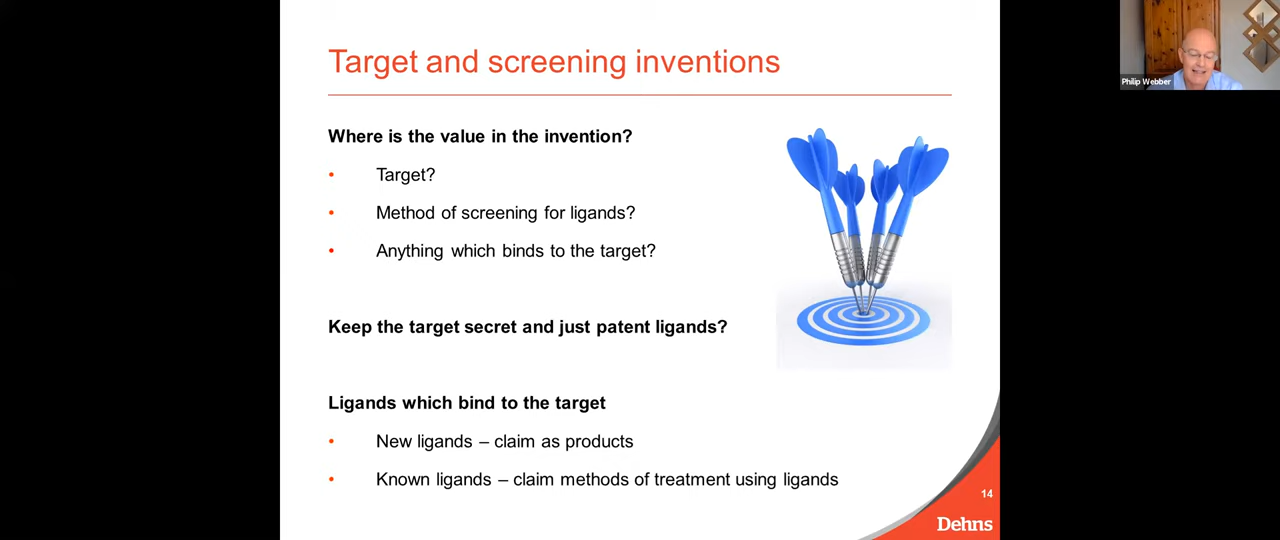 Target and screening inventions
Philip Webber
Where is the value in the invention?
• Target?
• Method of screening for ligands?
• Anything which binds to the target?
Keep the target secret and just patent ligands?
Ligands which bind to the target
• New ligands – claim as products
• Known ligands – claim methods of treatment using ligands
14
Dehns